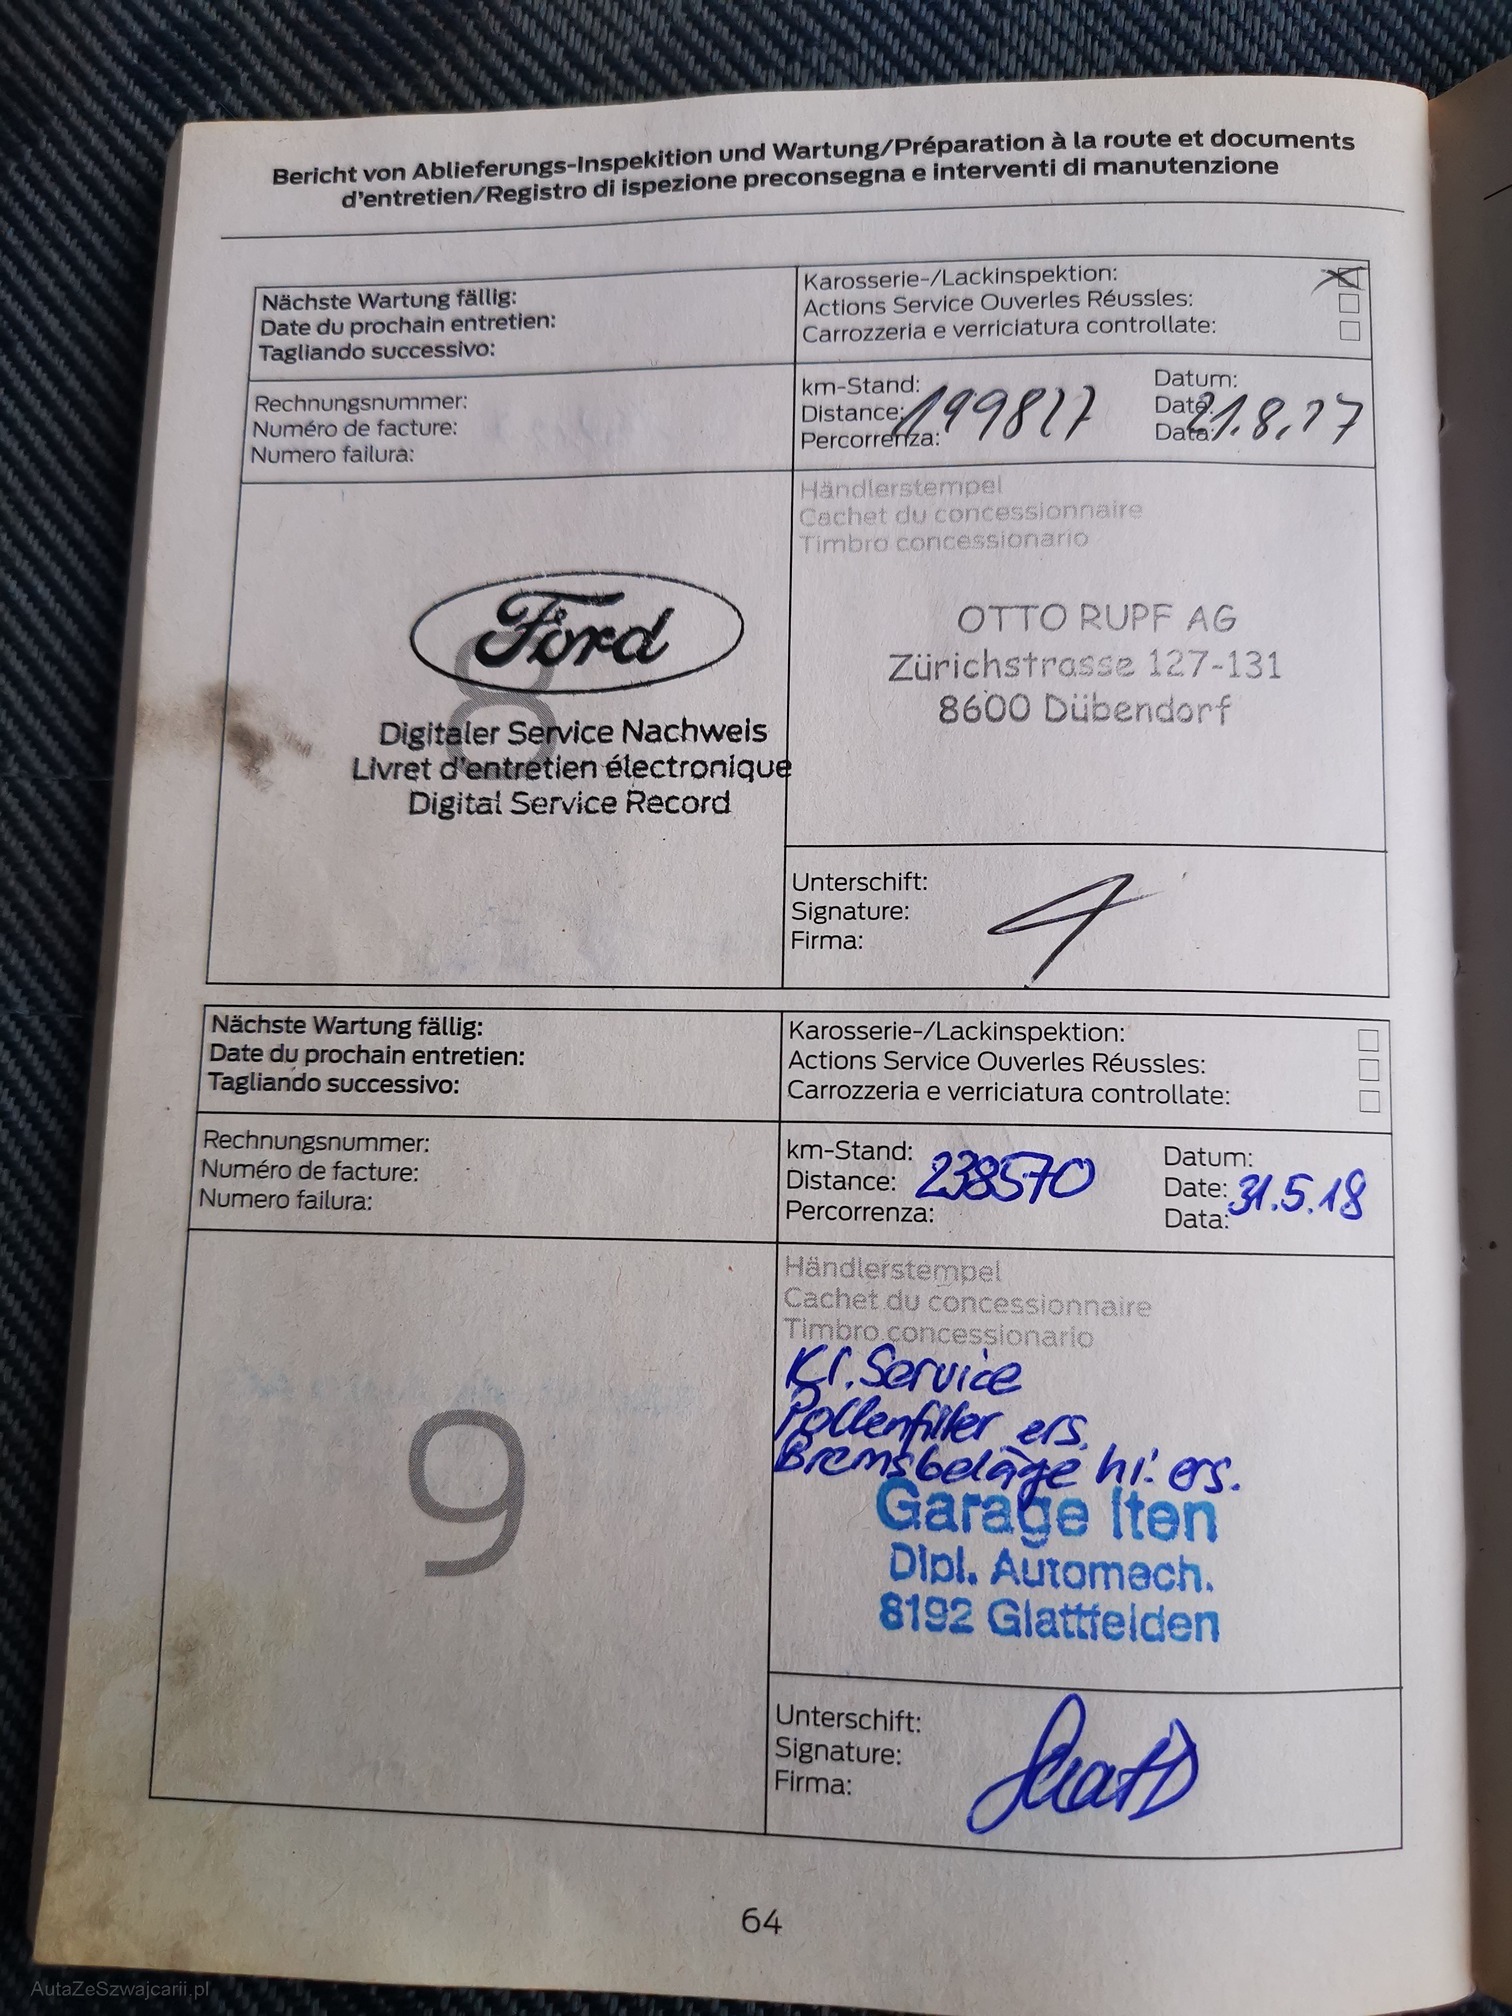 Bericht von Ablieferungs-Inspekition und Wartung/Préparation à la route et documents
d'entretien/Registro di ispezione preconsegna e interventi di manutenzione
Nächste Wartung fällig:
Date du prochain entretien:
Tagliando successivo:
Karosserie-/Lackinspektion:
Actions Service Ouverles Réussles:
Carrozzeria e verriciatura controllate:
Rechnungsnummer:
Numéro de facture:
Numero failura:
km-Stand:
Distance: 199817
Percorrenza:
Datum:
Date: 21.8.17
Data:
Händlerstempel
Cachet du concessionnaire
Timbro concessionario
8
Ford
Digitaler Service Nachweis
Livret d'entretien électronique
Digital Service Record
OTTO RUPF AG
Zürichstrasse 127-131
8600 Dübendorf
Unterschift:
Signature:
Firma:
Nächste Wartung fällig:
Date du prochain entretien:
Tagliando successivo:
Karosserie-/Lackinspektion:
Actions Service Ouverles Réussles:
Carrozzeria e verriciatura controllate:
Rechnungsnummer:
Numéro de facture:
Numero failura:
km-Stand:
Distance: 238570
Percorrenza:
Datum:
Date: 31.5.18
Data:
9
Händlerstempel
Cachet du concessionnaire
Timbro concessionario
Kl. Service
Pollenfilter ers.
Bremsbeläge hi. ers.
Garage Iten
Dipl. Automech.
8192 Glattfelden
Unterschift:
Signature:
Firma:
64
AutaZeSzwajcarii.pl